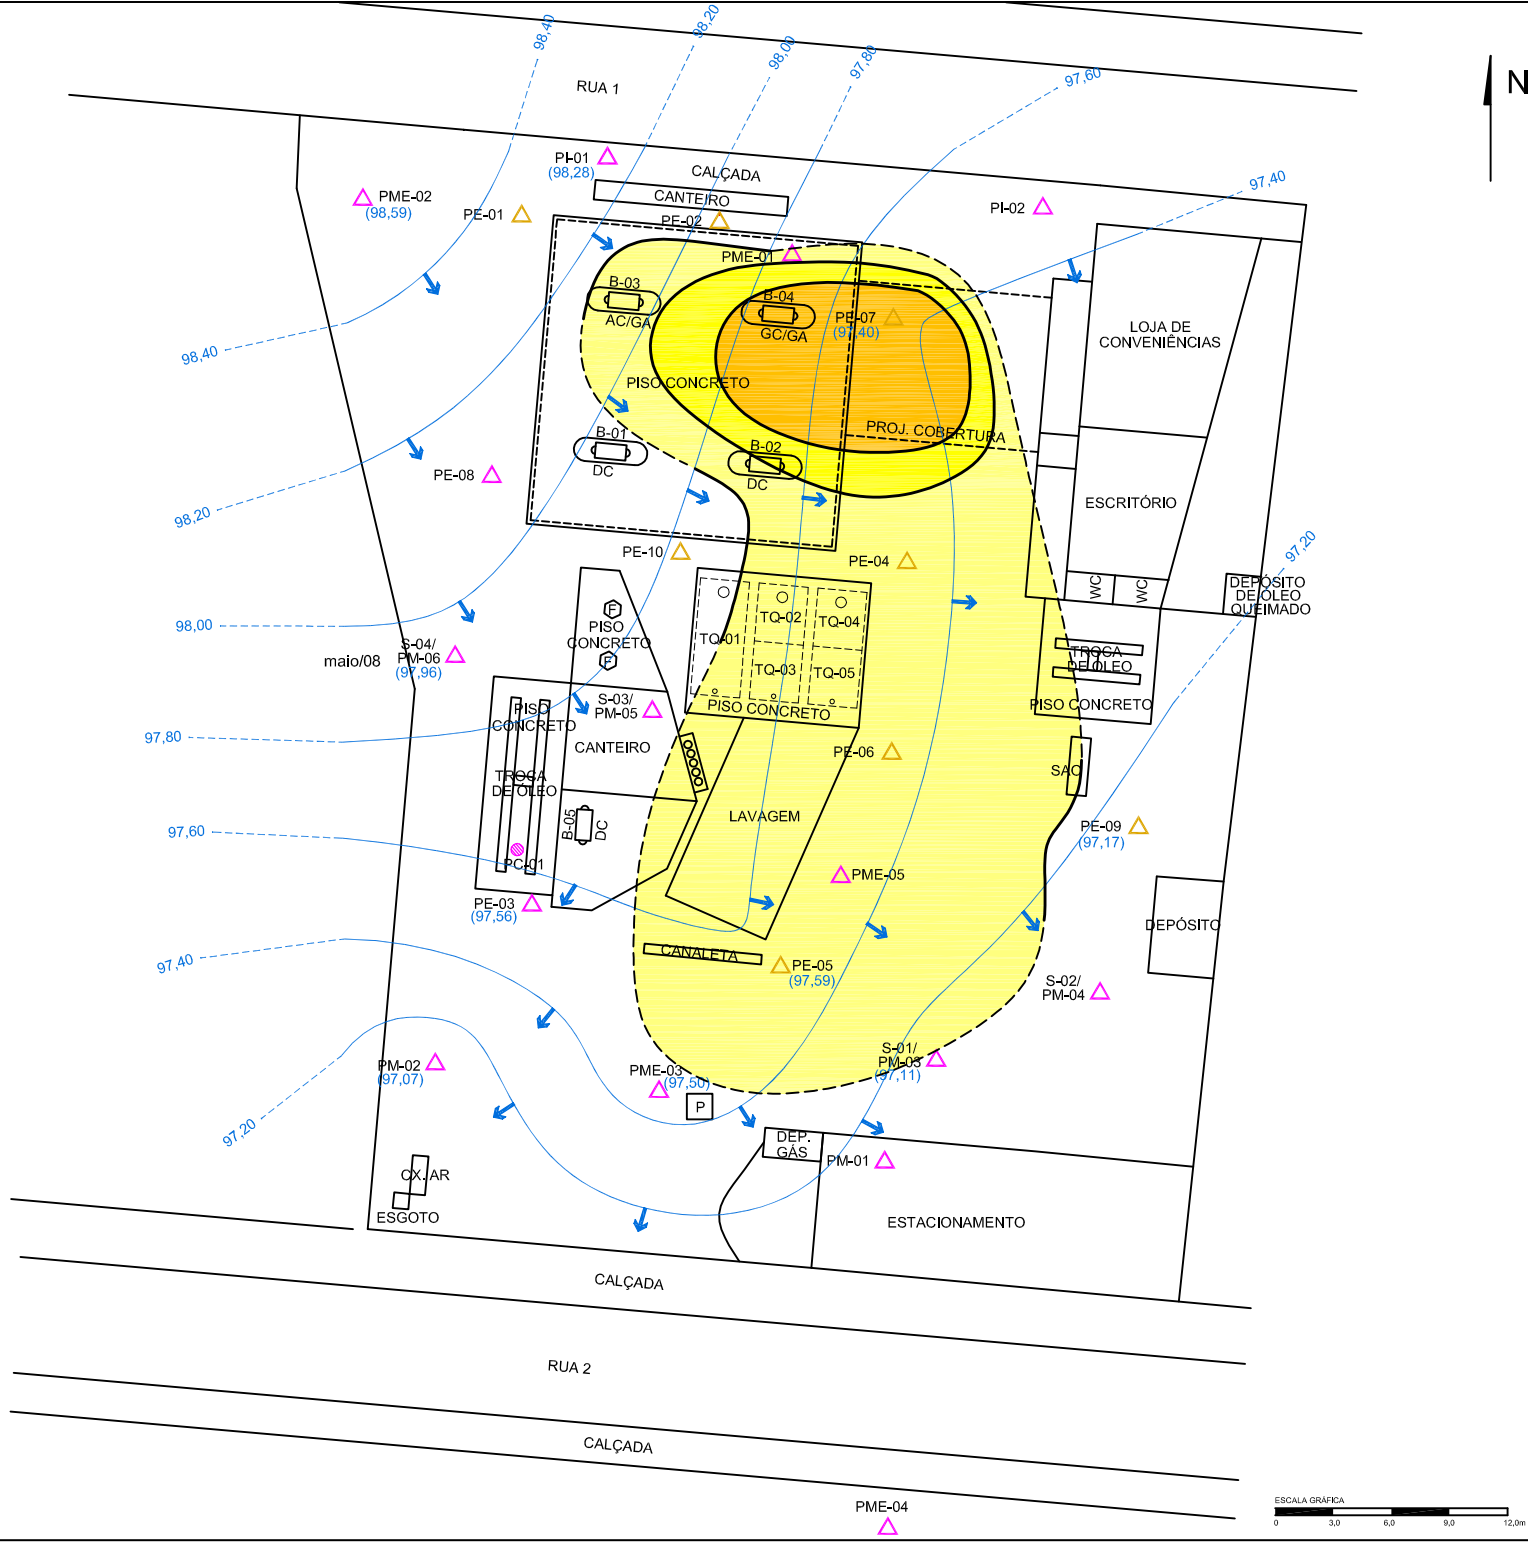 98,40
98,20
98,00
97,80
97,60
N
RUA 1
PI-01
(98,28)
CALÇADA
CANTEIRO
97,40
PME-02
(98,59)
PE-01
PE-02
PI-02
PME-01
B-03
AC/GA
B-04
GC/GA
PE-07
(97,40)
LOJA DE
CONVENIÊNCIAS
98,40
PISO CONCRETO
PROJ. COBERTURA
B-01
DC
B-02
DC
PE-08
ESCRITÓRIO
98,20
97,20
PE-10
PE-04
WC
WC
DEPÓSITO
DE ÓLEO
QUEIMADO
F
PISO
CONCRETO
F
TQ-01
TQ-02
TQ-04
TQ-03
TQ-05
PISO CONCRETO
98,00
maio/08
S-04/
PM-06
(97,96)
TROCA
DE ÓLEO
PISO CONCRETO
S-03/
PM-05
PISO
CONCRETO
97,80
CANTEIRO
PE-06
SAO
TROCA
DE ÓLEO
LAVAGEM
97,60
B-05
DC
PE-09
(97,17)
PC-01
PME-05
PE-03
(97,56)
DEPÓSITO
97,40
CANALETA
PE-05
(97,59)
S-02/
PM-04
S-01/
PM-03
(97,11)
PM-02
(97,07)
PME-03
(97,50)
P
97,20
DEP.
GÁS
PM-01
CX. AR
ESGOTO
ESTACIONAMENTO
CALÇADA
RUA 2
CALÇADA
PME-04
ESCALA GRÁFICA
0 3,0 6,0 9,0 12,0m